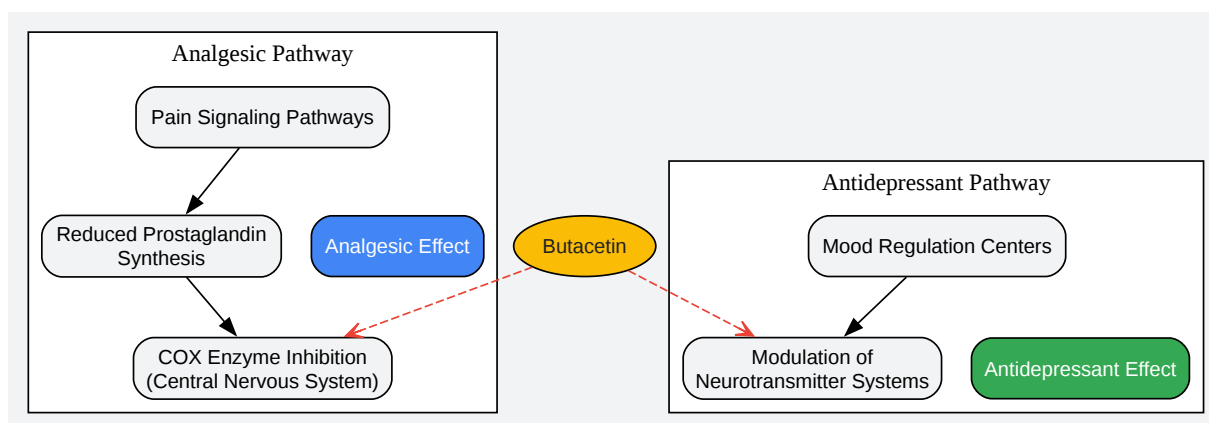 Analgesic Pathway
Pain Signaling Pathways
Reduced Prostaglandin
Synthesis
Analgesic Effect
COX Enzyme Inhibition
(Central Nervous System)
Butacetin
Antidepressant Pathway
Mood Regulation Centers
Modulation of
Neurotransmitter Systems
Antidepressant Effect